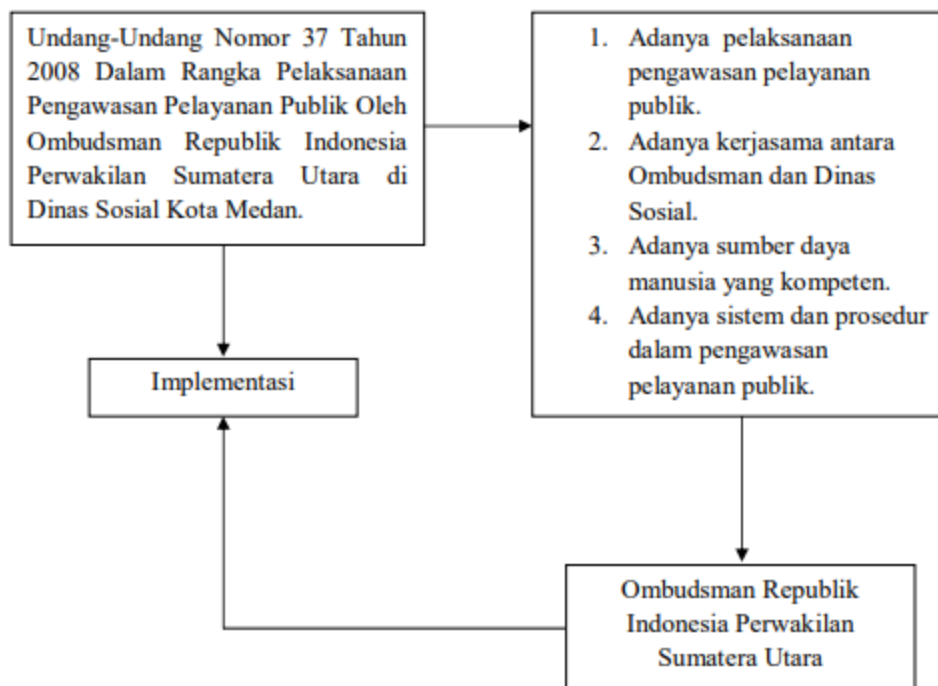 Undang-Undang Nomor 37 Tahun
2008 Dalam Rangka Pelaksanaan
Pengawasan Pelayanan Publik Oleh
Ombudsman Republik Indonesia
Perwakilan Sumatera Utara di
Dinas Sosial Kota Medan.
1. Adanya pelaksanaan
pengawasan pelayanan
publik.
2. Adanya kerjasama antara
Ombudsman dan Dinas
Sosial.
3. Adanya sumber daya
manusia yang kompeten.
4. Adanya sistem dan prosedur
dalam pengawasan
pelayanan publik.
Implementasi
Ombudsman Republik
Indonesia Perwakilan
Sumatera Utara